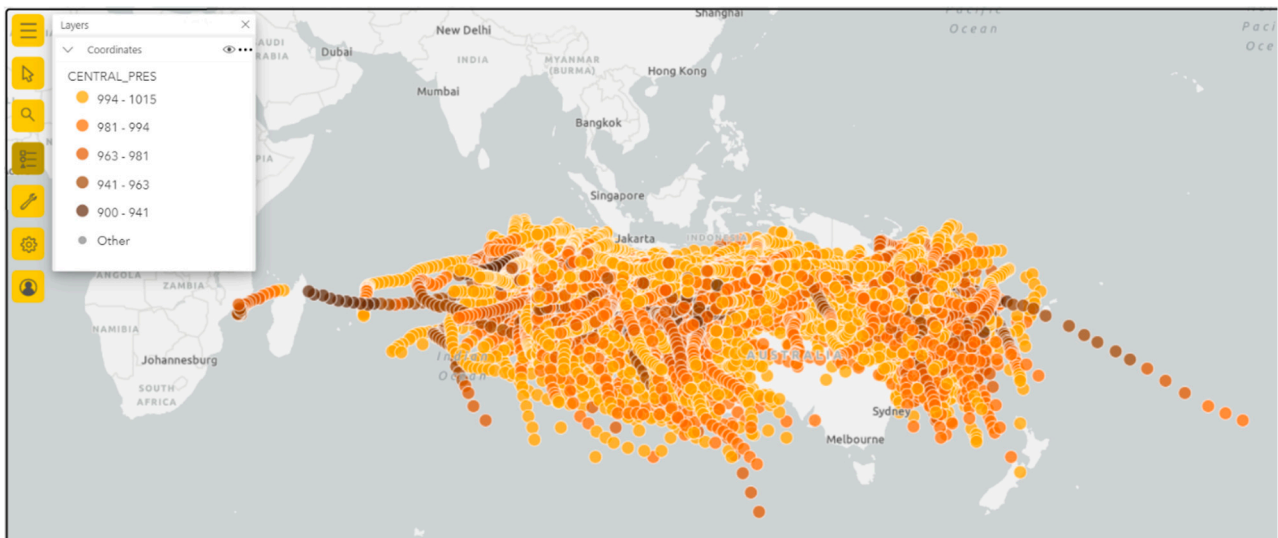 Layers
Coordinates
CENTRAL_PRES
994 - 1015
981 - 994
963 - 981
941 - 963
900 - 941
Other
Shanghai
Pacific
Ocean
New Delhi
Dubai
INDIA
MYANMAR
(BURMA)
Hong Kong
Mumbai
Bangkok
Singapore
Jakarta
ANGOLA
ZAMBIA
NAMIBIA
Johannesburg
SOUTH
AFRICA
Indian
Ocean
AUSTRALIA
Sydney
Melbourne